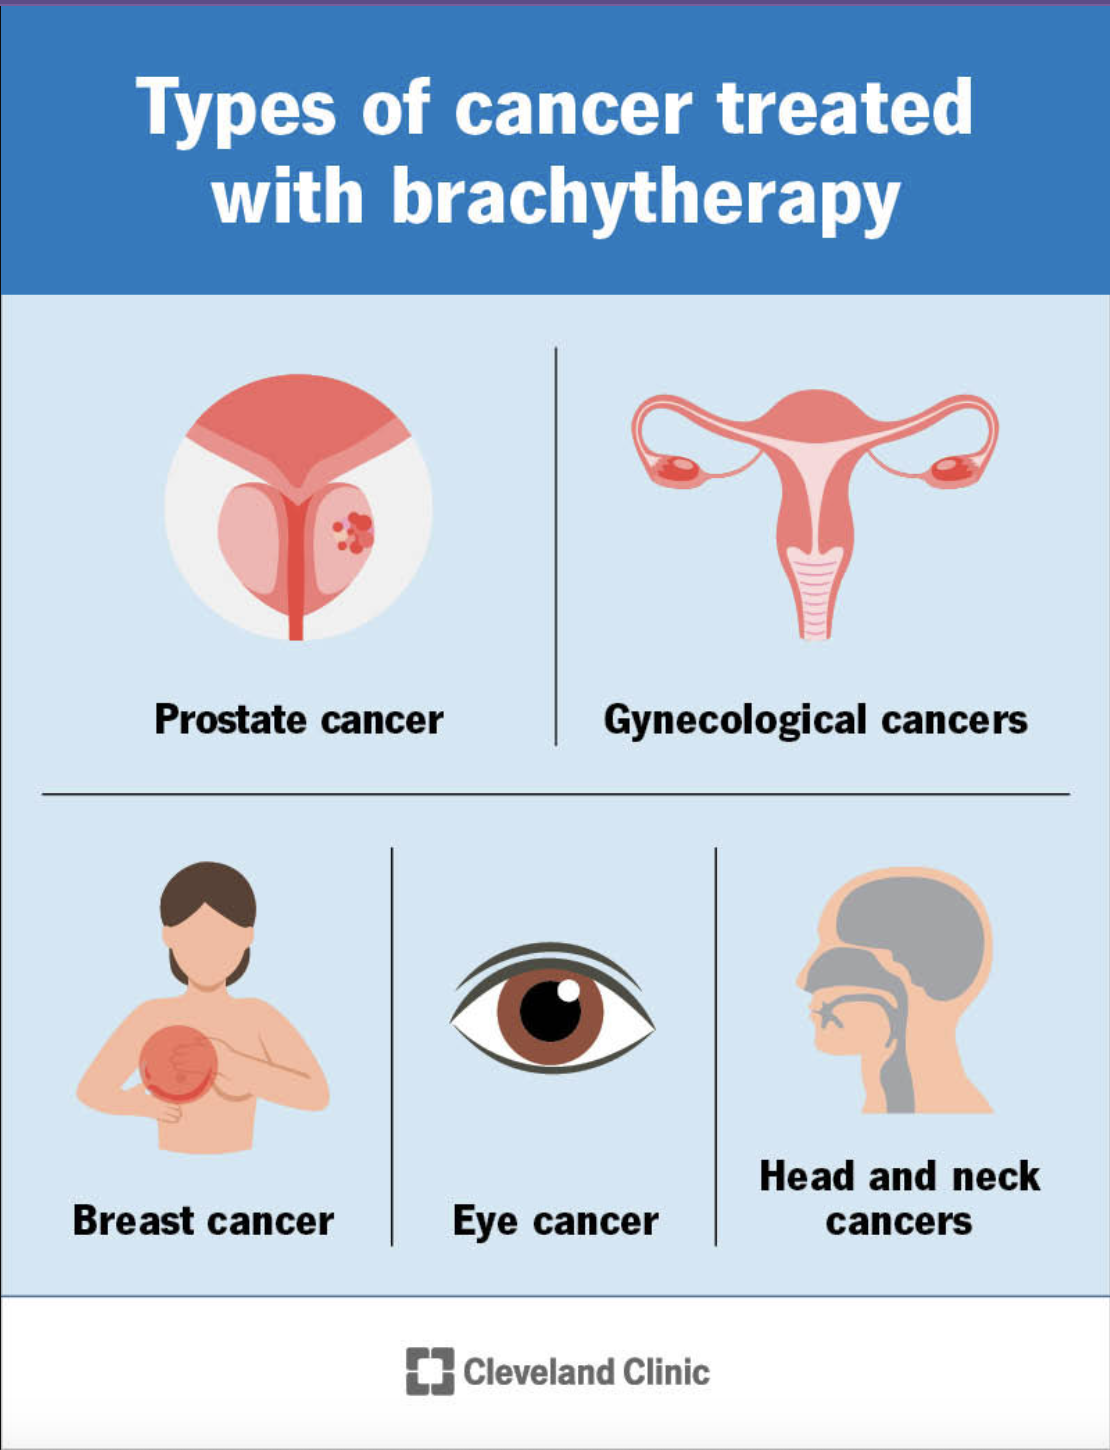 Types of cancer treated
with brachytherapy
Prostate cancer
Gynecological cancers
Breast cancer
Eye cancer
Head and neck
cancers
Cleveland Clinic